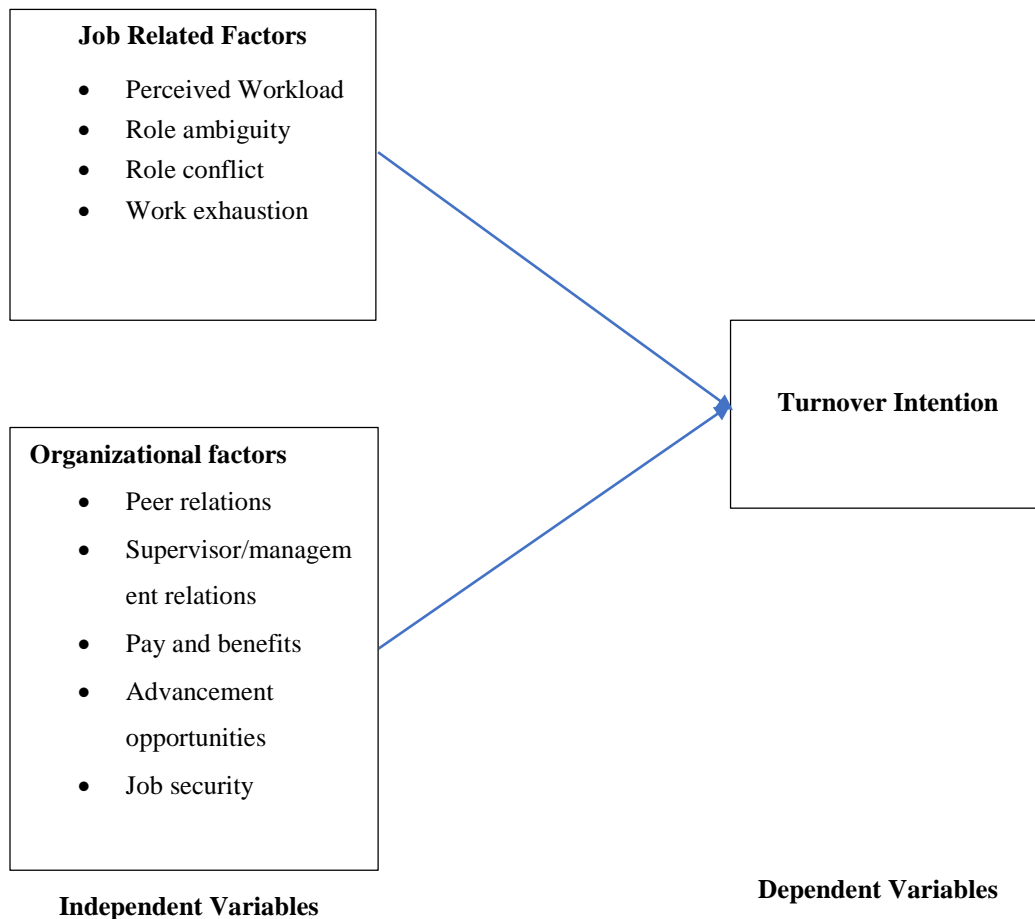 Job Related Factors
• Perceived Workload
• Role ambiguity
• Role conflict
• Work exhaustion
Turnover Intention
Organizational factors
• Peer relations
• Supervisor/managem
ent relations
• Pay and benefits
• Advancement
opportunities
• Job security
Independent Variables
Dependent Variables